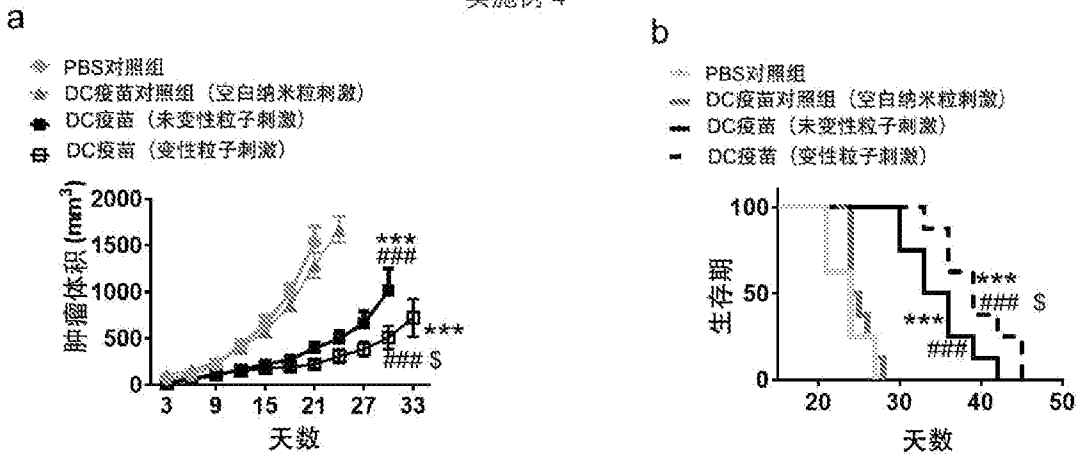 实施例 4
a
PBS对照组
DC疫苗对照组（空白纳米粒刺激）
DC疫苗（未变性粒子刺激）
DC疫苗（变性粒子刺激）
肿瘤体积 (mm³)
2000
1500
1000
500
0
3 9 15 21 27 33
天数
***
###
***
### $
b
PBS对照组
DC疫苗对照组（空白纳米粒刺激）
DC疫苗（未变性粒子刺激）
DC疫苗（变性粒子刺激）
生存期
100
50
0
20 30 40 50
天数
***
### $
***
###